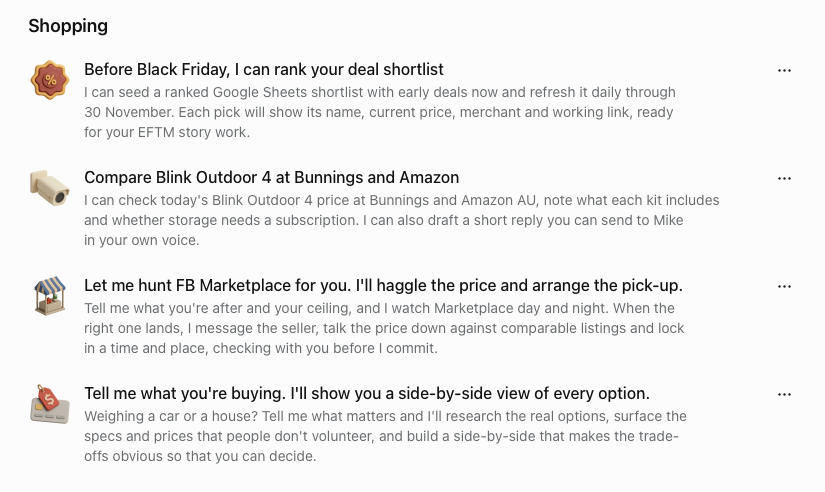 Shopping
Before Black Friday, I can rank your deal shortlist
I can seed a ranked Google Sheets shortlist with early deals now and refresh it daily through
30 November. Each pick will show its name, current price, merchant and working link, ready
for your EFTM story work.
Compare Blink Outdoor 4 at Bunnings and Amazon
I can check today's Blink Outdoor 4 price at Bunnings and Amazon AU, note what each kit includes
and whether storage needs a subscription. I can also draft a short reply you can send to Mike
in your own voice.
Let me hunt FB Marketplace for you. I'll haggle the price and arrange the pick-up.
Tell me what you're after and your ceiling, and I watch Marketplace day and night. When the
right one lands, I message the seller, talk the price down against comparable listings and lock
in a time and place, checking with you before I commit.
Tell me what you're buying. I'll show you a side-by-side view of every option.
Weighing a car or a house? Tell me what matters and I'll research the real options, surface the
specs and prices that people don't volunteer, and build a side-by-side that makes the trade-
offs obvious so that you can decide.